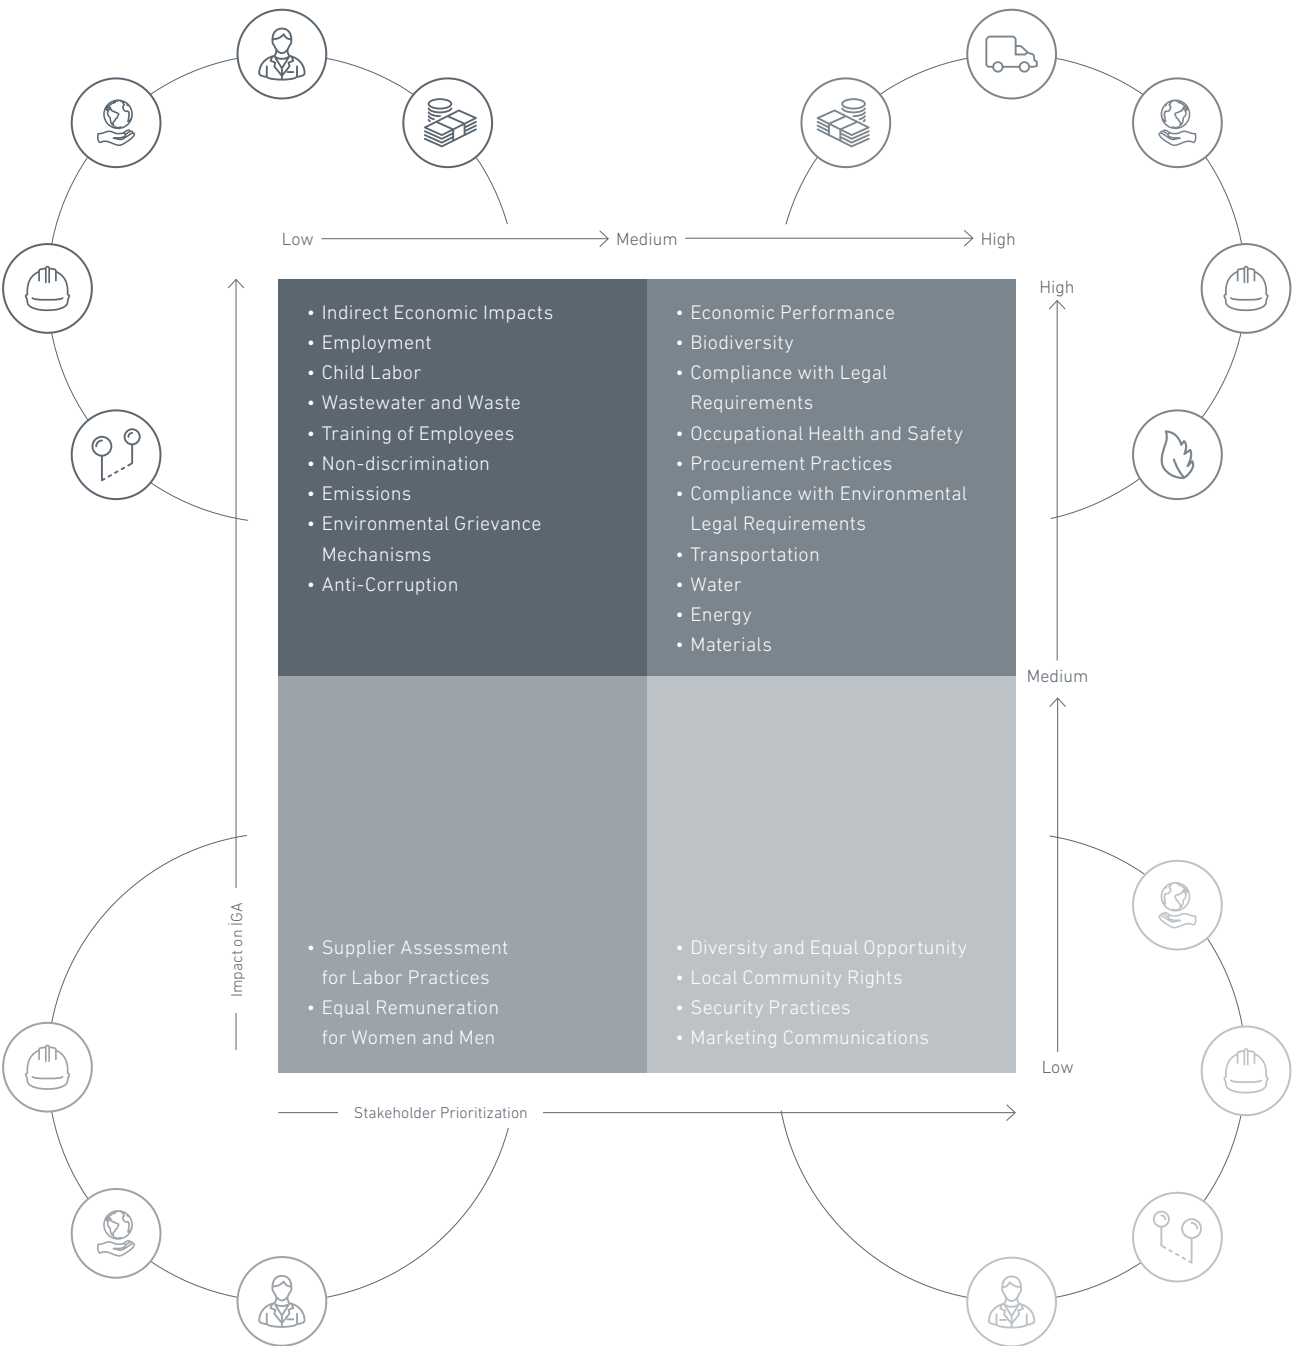 Low Medium High
High
• Indirect Economic Impacts
• Employment
• Child Labor
• Wastewater and Waste
• Training of Employees
• Non-discrimination
• Emissions
• Environmental Grievance
Mechanisms
• Anti-Corruption
• Economic Performance
• Biodiversity
• Compliance with Legal
Requirements
• Occupational Health and Safety
• Procurement Practices
• Compliance with Environmental
Legal Requirements
• Transportation
• Water
• Energy
• Materials
Medium
Impact on İGA
• Supplier Assessment
for Labor Practices
• Equal Remuneration
for Women and Men
• Diversity and Equal Opportunity
• Local Community Rights
• Security Practices
• Marketing Communications
Low
Stakeholder Prioritization